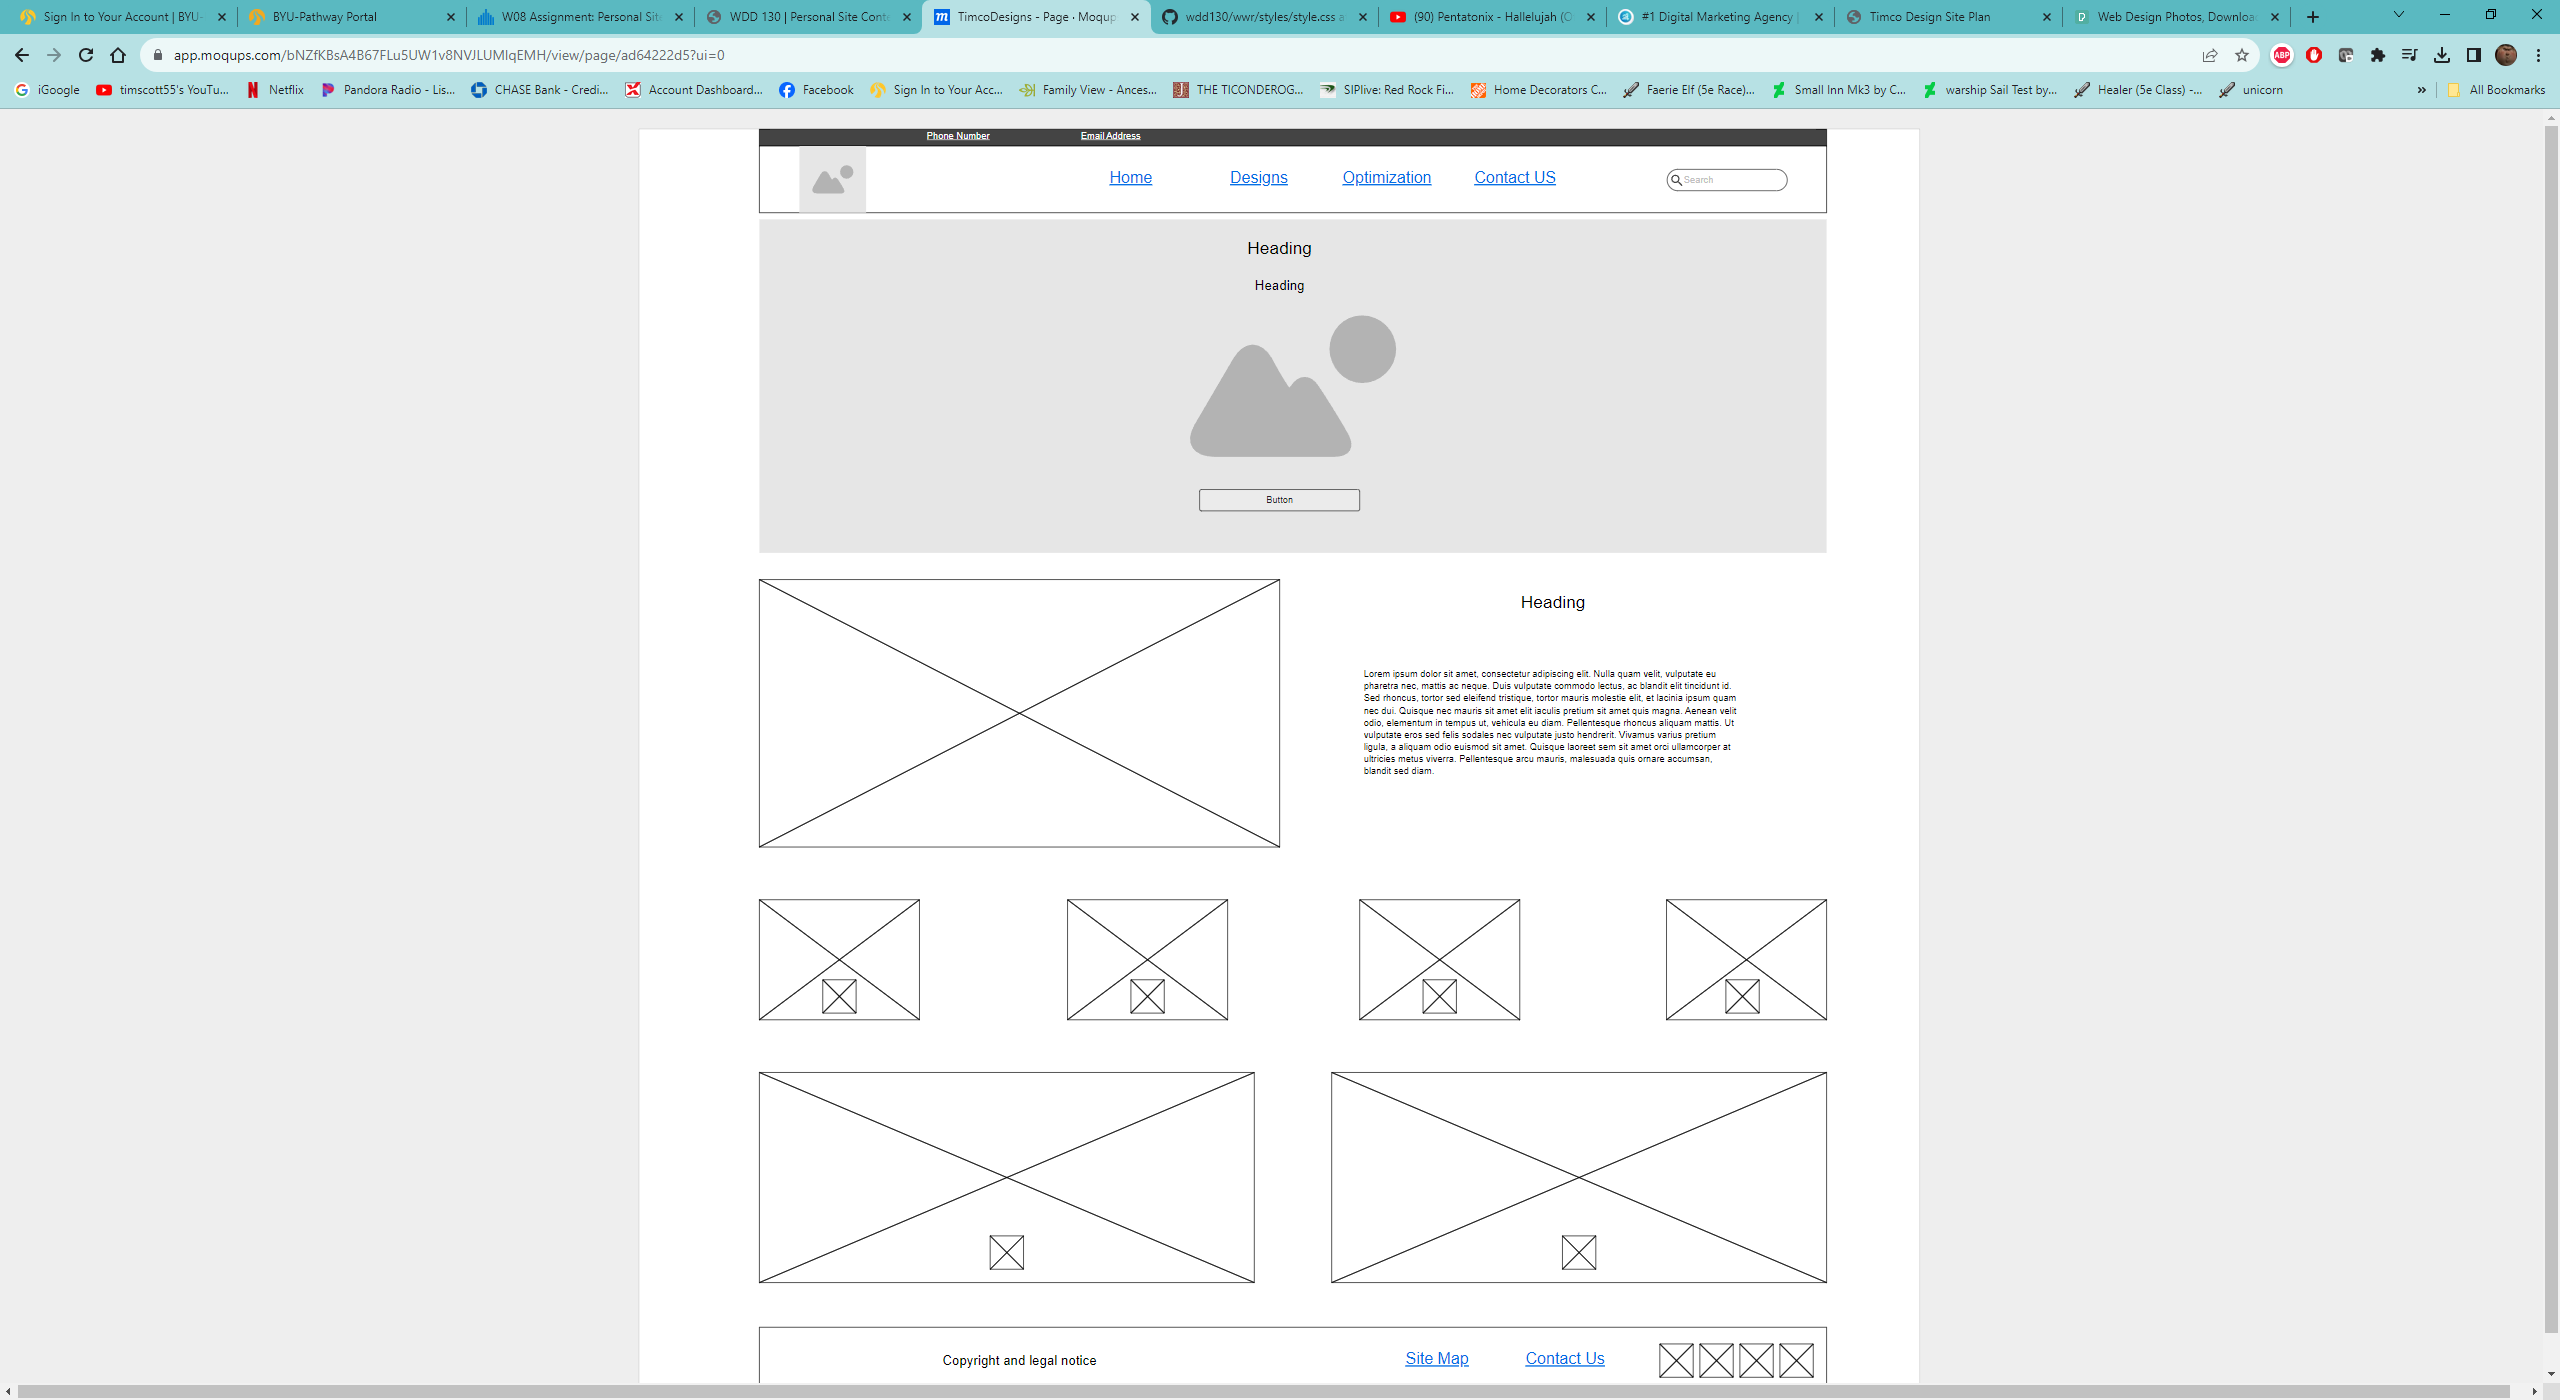 Sign In to Your Account | BYU-
BYU-Pathway Portal
W08 Assignment: Personal Site
WDD 130 | Personal Site Conte
TimcoDesigns - Page · Moqup
wdd130/wwr/styles/style.css a
(90) Pentatonix - Hallelujah (O
#1 Digital Marketing Agency |
Timco Design Site Plan
Web Design Photos, Downloa
app.moqups.com/bNZfKBsA4B67FLu5UW1v8NVJLUMIqEMH/view/page/ad64222d5?ui=0
ABP
iGoogle
timscott55's YouTu...
Netflix
Pandora Radio - Lis...
CHASE Bank - Credi...
Account Dashboard...
Facebook
Sign In to Your Acc...
Family View - Ances...
THE TICONDEROG...
SIPlive: Red Rock Fi...
Home Decorators C...
Faerie Elf (5e Race)...
Small Inn Mk3 by C...
warship Sail Test by...
Healer (5e Class) -...
unicorn
All Bookmarks
Phone Number
Email Address
Home
Designs
Optimization
Contact US
Search
Heading
Heading
Button
Heading
Lorem ipsum dolor sit amet, consectetur adipiscing elit. Nulla quam velit, vulputate eu
pharetra nec, mattis ac neque. Duis vulputate commodo lectus, ac blandit elit tincidunt id.
Sed rhoncus, tortor sed eleifend tristique, tortor mauris molestie elit, et lacinia ipsum quam
nec dui. Quisque nec mauris sit amet elit iaculis pretium sit amet quis magna. Aenean velit
odio, elementum in tempus ut, vehicula eu diam. Pellentesque rhoncus aliquam mattis. Ut
vulputate eros sed felis sodales nec vulputate justo hendrerit. Vivamus varius pretium
ligula, a aliquam odio euismod sit amet. Quisque laoreet sem sit amet orci ullamcorper at
ultricies metus viverra. Pellentesque arcu mauris, malesuada quis ornare accumsan,
blandit sed diam.
Copyright and legal notice
Site Map
Contact Us